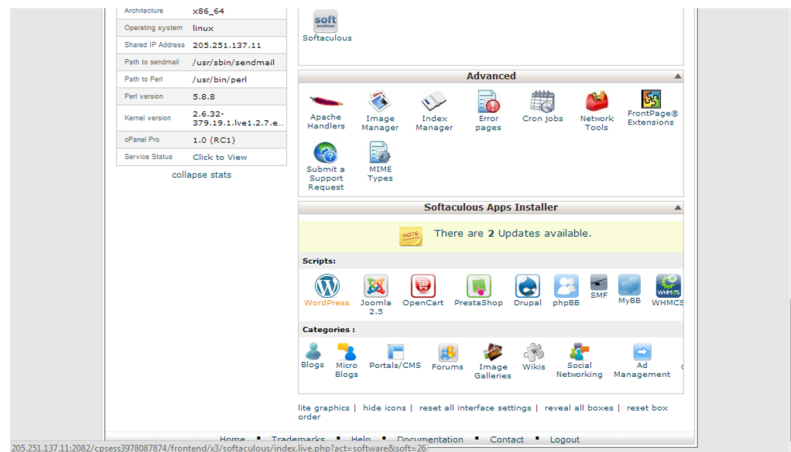 Architecture x86_64
Operating system linux
Shared IP Address 205.251.137.11
Path to sendmail /usr/sbin/sendmail
Path to Perl /usr/bin/perl
Perl version 5.8.8
Kernel version 2.6.32-
379.19.1.lve1.2.7.e...
cPanel Pro 1.0 (RC1)
Service Status Click to View
collapse stats
soft
Softaculous
Advanced
Apache
Handlers
Image
Manager
Index
Manager
Error
pages
Cron jobs
Network
Tools
FrontPage®
Extensions
Submit a
Support
Request
MIME
Types
Softaculous Apps Installer
NOTE
There are 2 Updates available.
Scripts:
WordPress
Joomla
2.5
OpenCart
PrestaShop
Drupal
phpBB
SMF
MyBB
WHMCS
Categories :
Blogs
Micro
Blogs
Portals/CMS
Forums
Image
Galleries
Wikis
Social
Networking
Ad
Management
lite graphics | hide icons | reset all interface settings | reveal all boxes | reset box
order
Home ▪ Trademarks ▪ Help ▪ Documentation ▪ Contact ▪ Logout
205.251.137.11:2082/cpsess3978087874/frontend/x3/softaculous/index.live.php?act=software&soft=26